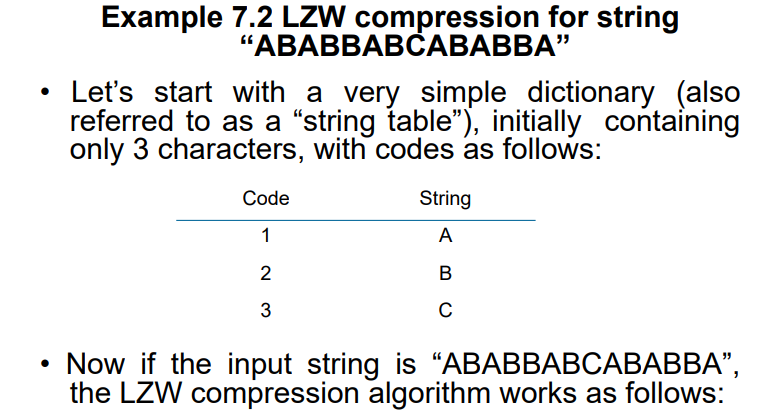 Example 7.2 LZW compression for string
“ABABBABCABABBA”
• Let’s start with a very simple dictionary (also
referred to as a “string table”), initially containing
only 3 characters, with codes as follows:
Code String
1 A
2 B
3 C
• Now if the input string is “ABABBABCABABBA”,
the LZW compression algorithm works as follows: